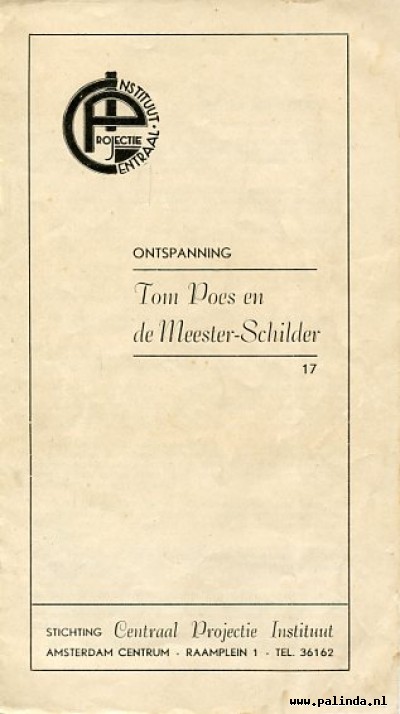 INSTITUUT
PROJECTIE
CENTRAAL
ONTSPANNING
Tom Poes en
de Meester-Schilder
17
STICHTING Centraal Projectie Instituut
AMSTERDAM CENTRUM - RAAMPLEIN 1 - TEL. 36162
www.palinda.nl